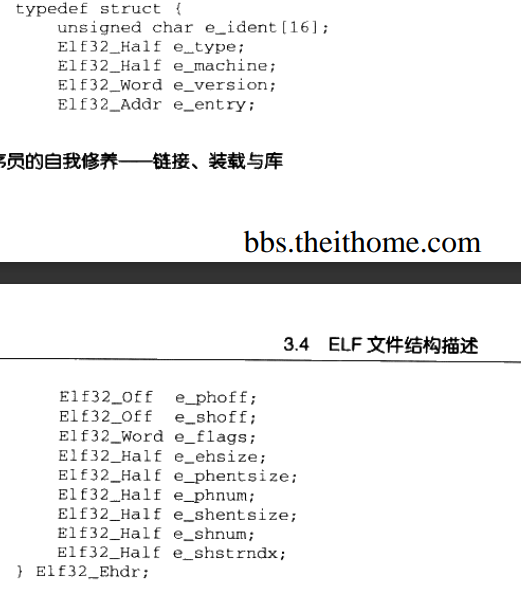 typedef struct {
unsigned char e_ident[16];
Elf32_Half e_type;
Elf32_Half e_machine;
Elf32_Word e_version;
Elf32_Addr e_entry;
序员的自我修养——链接、装载与库
bbs.theithome.com
3.4 ELF 文件结构描述
Elf32_Off e_phoff;
Elf32_Off e_shoff;
Elf32_Word e_flags;
Elf32_Half e_ehsize;
Elf32_Half e_phentsize;
Elf32_Half e_phnum;
Elf32_Half e_shentsize;
Elf32_Half e_shnum;
Elf32_Half e_shstrndx;
} Elf32_Ehdr;